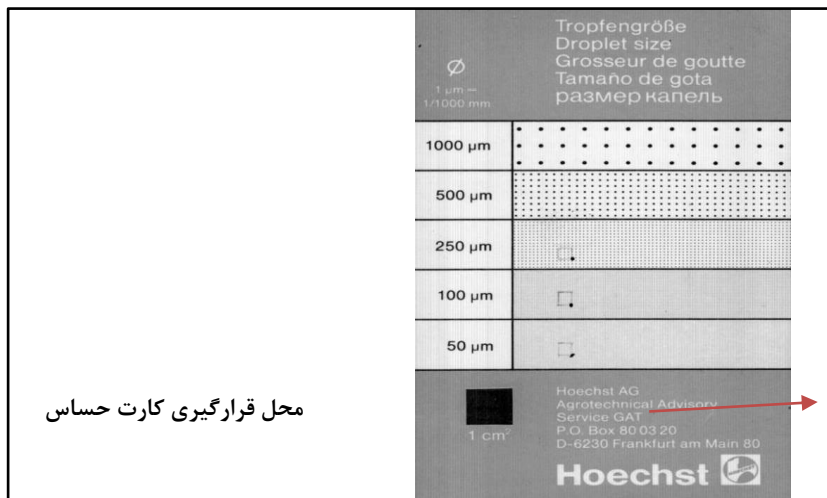 Tropfengröße
Droplet size
Grosseur de goutte
Tamaño de gota
размер капель
Ø
1 µm =
1/1000 mm
1000 µm
500 µm
250 µm
100 µm
50 µm
محل قرارگیری کارت حساس
1 cm²
Hoechst AG
Agrotechnical Advisory
Service GAT
P.O. Box 80 03 20
D-6230 Frankfurt am Main 80
Hoechst